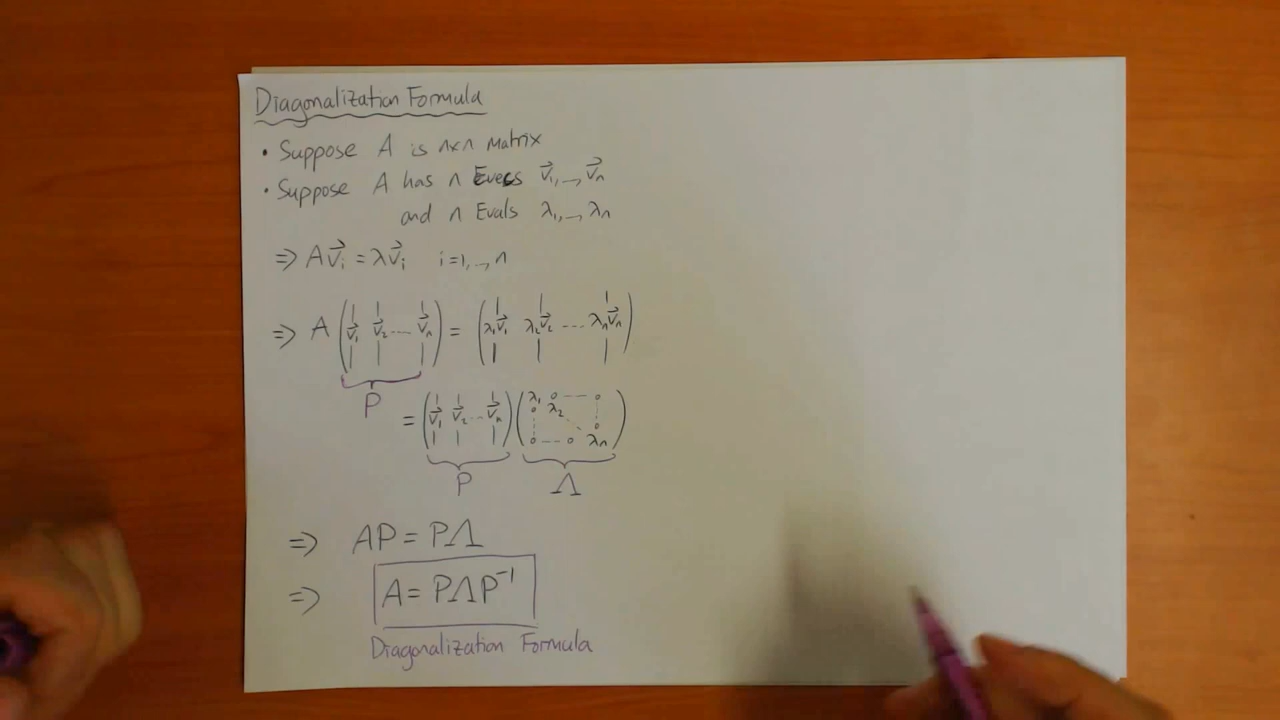 Diagonalization Formula
• Suppose A is n×n matrix
• Suppose A has n Evecs v⃗₁,...,v⃗ₙ
and n Evals λ₁,...,λₙ
⇒ Av⃗ᵢ = λv⃗ᵢ i=1,...,n
⇒ A(v⃗₁ v⃗₂ ... v⃗ₙ) = (λ₁v⃗₁ λ₂v⃗₂ ... λₙv⃗ₙ)
P
= (v⃗₁ v⃗₂ ... v⃗ₙ)(λ₁ 0 --- 0
0 λ₂
0 --- 0 λₙ)
P Λ
⇒ AP = PΛ
⇒ A = PΛP⁻¹
Diagonalization Formula